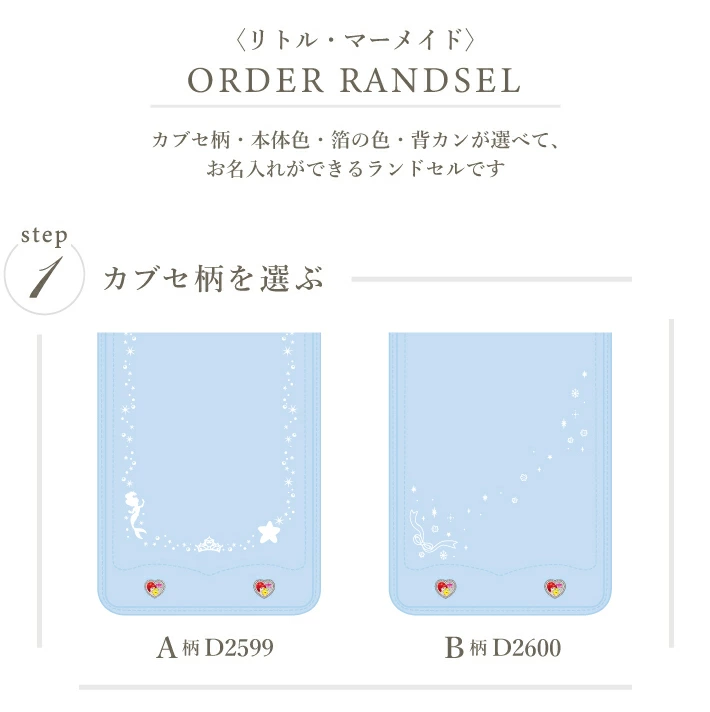 〈リトル・マーメイド〉
ORDER RANDSEL
カブセ柄・本体色・箔の色・背カンが選べて、
お名入れができるランドセルです
step
1
カブセ柄を選ぶ
A柄 D2599
B柄 D2600